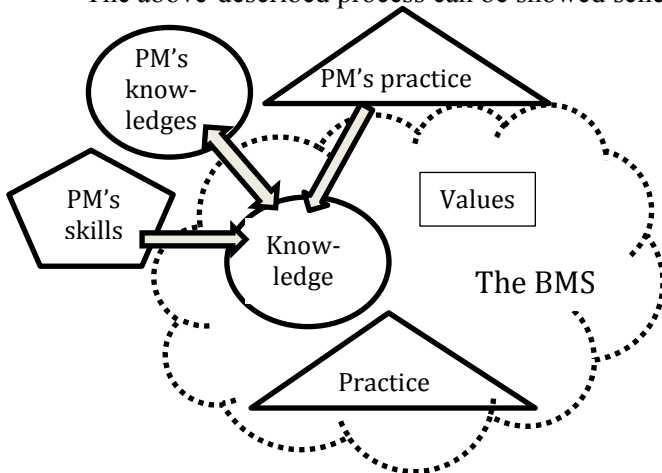 The above-described process can be showed
PM's
know-
ledges
PM's practice
PM's
skills
Values
Know-
ledge
The BMS
Practice